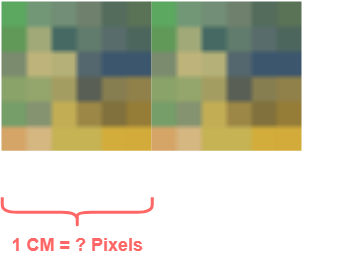 1 CM = ? Pixels